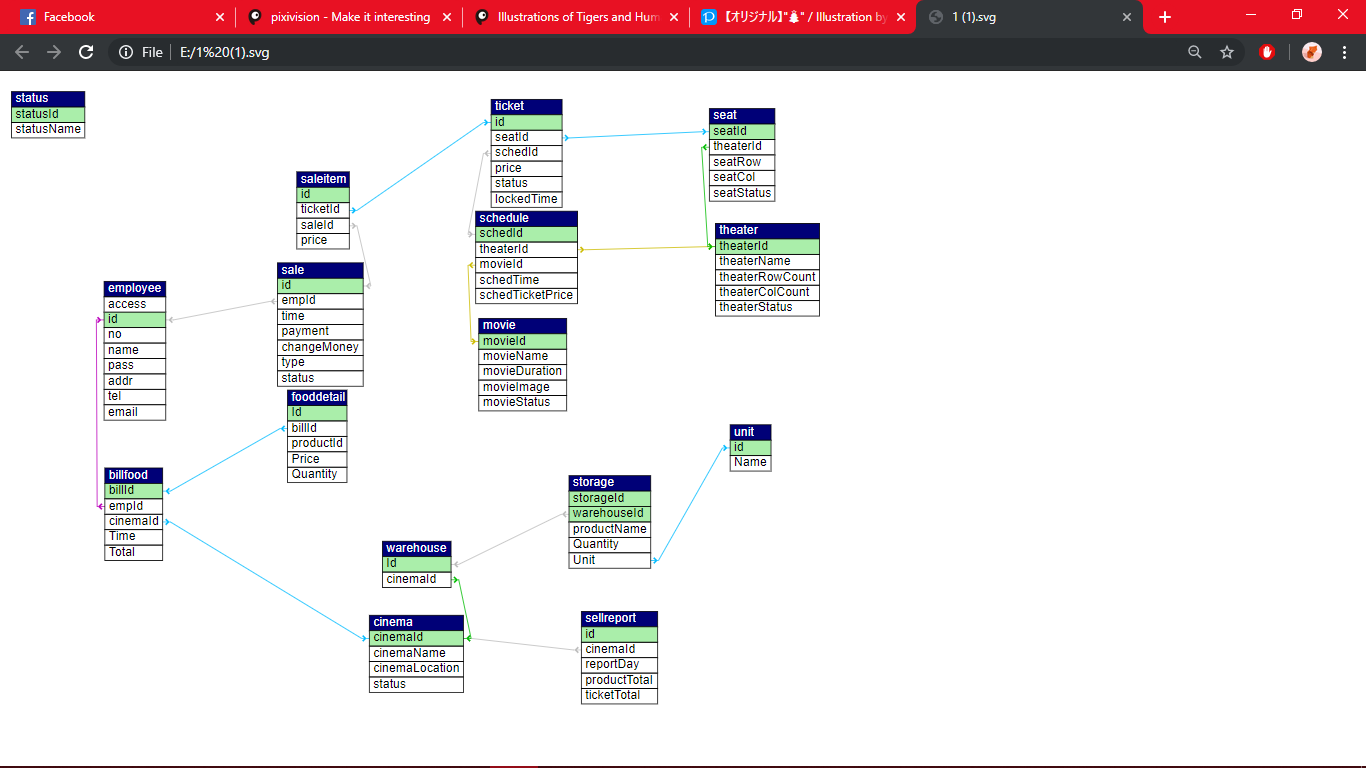 Facebook
pixivision - Make it interesting
Illustrations of Tigers and Hum
【オリジナル】"⛄" / Illustration by
1 (1).svg
File
E:/1%20(1).svg
status
statusId
statusName
ticket
id
seatId
schedId
price
status
lockedTime
seat
seatId
theaterId
seatRow
seatCol
seatStatus
saleitem
id
ticketId
saleId
price
schedule
schedId
theaterId
movieId
schedTime
schedTicketPrice
theater
theaterId
theaterName
theaterRowCount
theaterColCount
theaterStatus
sale
id
empId
time
payment
changeMoney
type
status
employee
access
id
no
name
pass
addr
tel
email
movie
movieId
movieName
movieDuration
movieImage
movieStatus
fooddetail
Id
billId
productId
Price
Quantity
unit
id
Name
billfood
billId
empId
cinemaId
Time
Total
storage
storageId
warehouseId
productName
Quantity
Unit
warehouse
Id
cinemaId
cinema
cinemaId
cinemaName
cinemaLocation
status
sellreport
id
cinemaId
reportDay
productTotal
ticketTotal